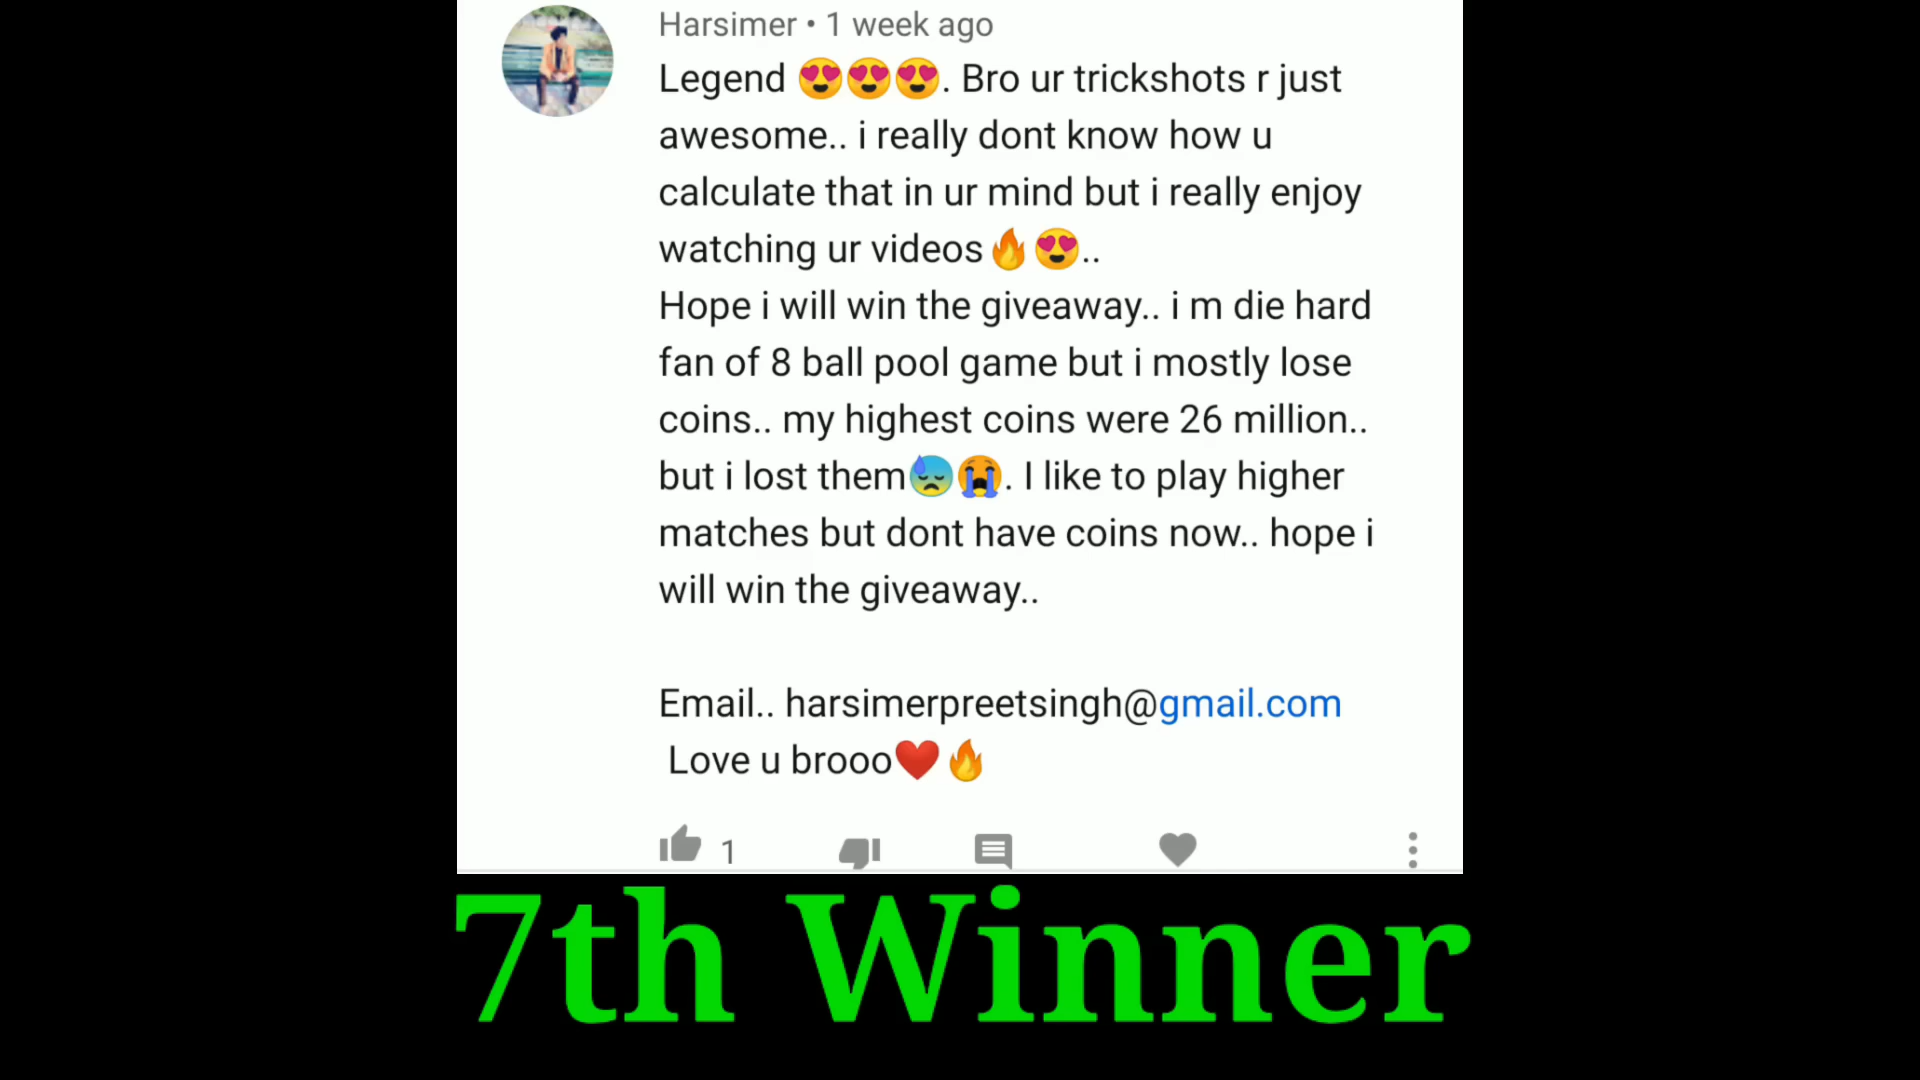 Harsimer • 1 week ago
Legend 😍😍😍. Bro ur trickshots r just
awesome.. i really dont know how u
calculate that in ur mind but i really enjoy
watching ur videos🔥😍..
Hope i will win the giveaway.. i m die hard
fan of 8 ball pool game but i mostly lose
coins.. my highest coins were 26 million..
but i lost them😓😭. I like to play higher
matches but dont have coins now.. hope i
will win the giveaway..
Email.. harsimerpreetsingh@gmail.com
Love u brooo❤️🔥
1
7th Winner